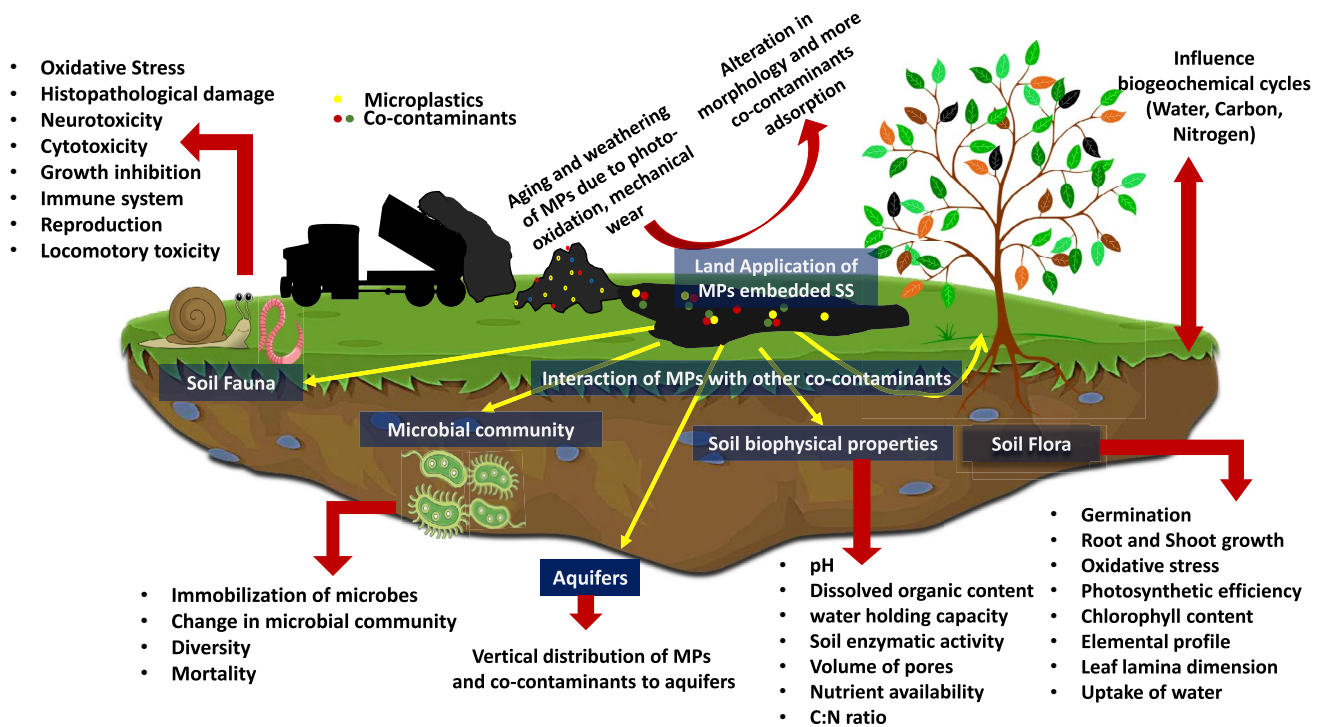 • Oxidative Stress
• Histopathological damage
• Neurotoxicity
• Cytotoxicity
• Growth inhibition
• Immune system
• Reproduction
• Locomotory toxicity
Microplastics
Co-contaminants
Aging and weathering
of MPs due to photo-
oxidation, mechanical
wear
Alteration in
morphology and more
co-contaminants
adsorption
Influence
biogeochemical cycles
(Water, Carbon,
Nitrogen)
Land Application of
MPs embedded SS
Soil Fauna
Interaction of MPs with other co-contaminants
Microbial community
Soil biophysical properties
Soil Flora
Aquifers
• Immobilization of microbes
• Change in microbial community
• Diversity
• Mortality
Vertical distribution of MPs
and co-contaminants to aquifers
• pH
• Dissolved organic content
• water holding capacity
• Soil enzymatic activity
• Volume of pores
• Nutrient availability
• C:N ratio
• Germination
• Root and Shoot growth
• Oxidative stress
• Photosynthetic efficiency
• Chlorophyll content
• Elemental profile
• Leaf lamina dimension
• Uptake of water